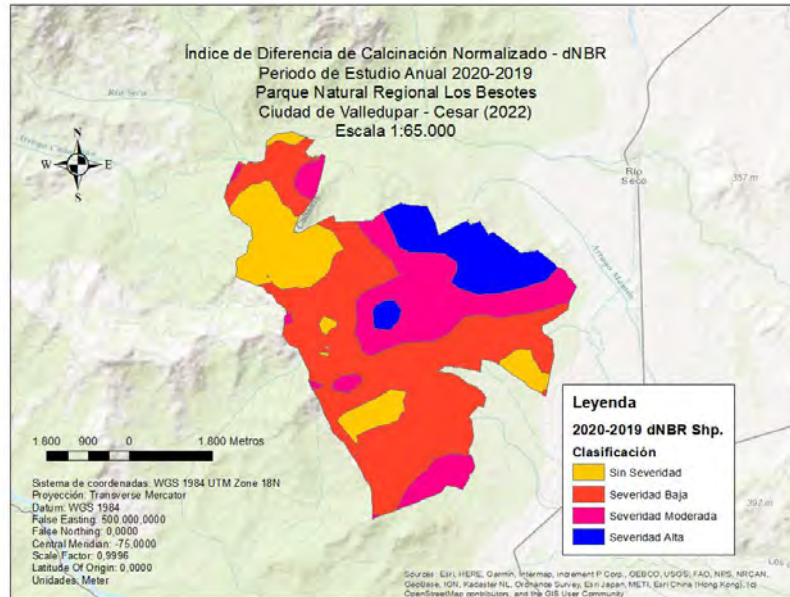 Índice de Diferencia de Calcinación Normalizado - dNBR
Periodo de Estudio Anual 2020-2019
Parque Natural Regional Los Besotes
Ciudad de Valledupar - Cesar (2022)
Escala 1:65.000
Río Seco
N
W E
S
Río
Seco
357 m
Leyenda
2020-2019 dNBR Shp.
Clasificación
Sin Severidad
Severidad Baja
Severidad Moderada
Severidad Alta
1.800 900 0 1.800 Metros
Sistema de coordenadas: WGS 1984 UTM Zone 18N
Proyección: Transverse Mercator
Datum: WGS 1984
False Easting: 500.000,0000
False Northing: 0,0000
Central Meridian: -75,0000
Scale Factor: 0,9996
Latitude Of Origin: 0,0000
Unidades: Meter
397 m
Los
Sources: Esri, HERE, Garmin, Intermap, increment P Corp., GEBCO, USGS, FAO, NPS, NRCAN,
GeoBase, IGN, Kadaster NL, Ordnance Survey, Esri Japan, METI, Esri China (Hong Kong), (c)
OpenStreetMap contributors, and the GIS User Community